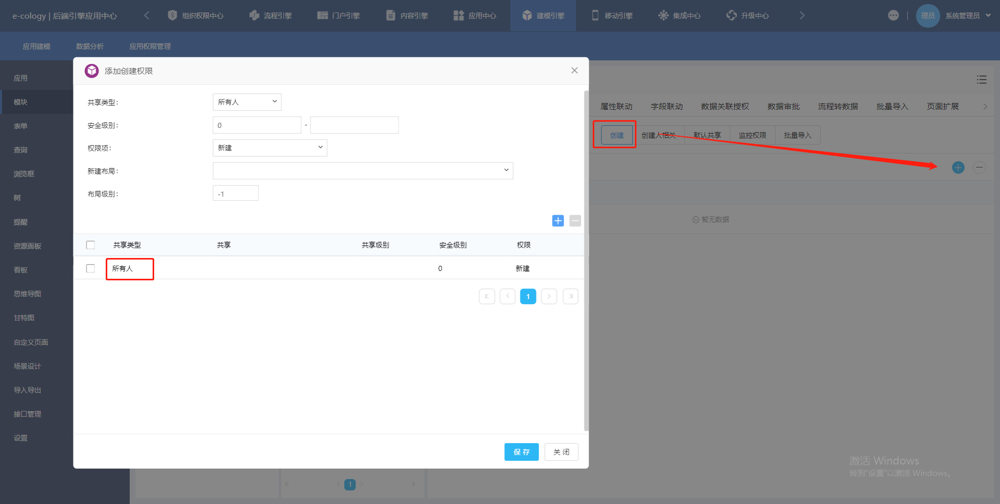 e-cology | 后端引擎应用中心
组织权限中心
流程引擎
门户引擎
内容引擎
应用中心
建模引擎
移动引擎
集成中心
升级中心
理员
系统管理员
应用建模
数据分析
应用权限管理
应用
模块
表单
查询
浏览框
树
提醒
资源面板
看板
思维导图
甘特图
自定义页面
场景设计
导入导出
接口管理
设置
添加创建权限
共享类型:
所有人
安全级别:
0
-
权限项:
新建
新建布局:
布局级别:
-1
共享类型
共享
共享级别
安全级别
权限
所有人
0
新建
1
保存
关闭
属性联动
字段联动
数据关联授权
数据审批
流程转数据
批量导入
页面扩展
创建
创建人相关
默认共享
监控权限
批量导入
暂无数据
1
激活 Windows
转到"设置"以激活 Windows。